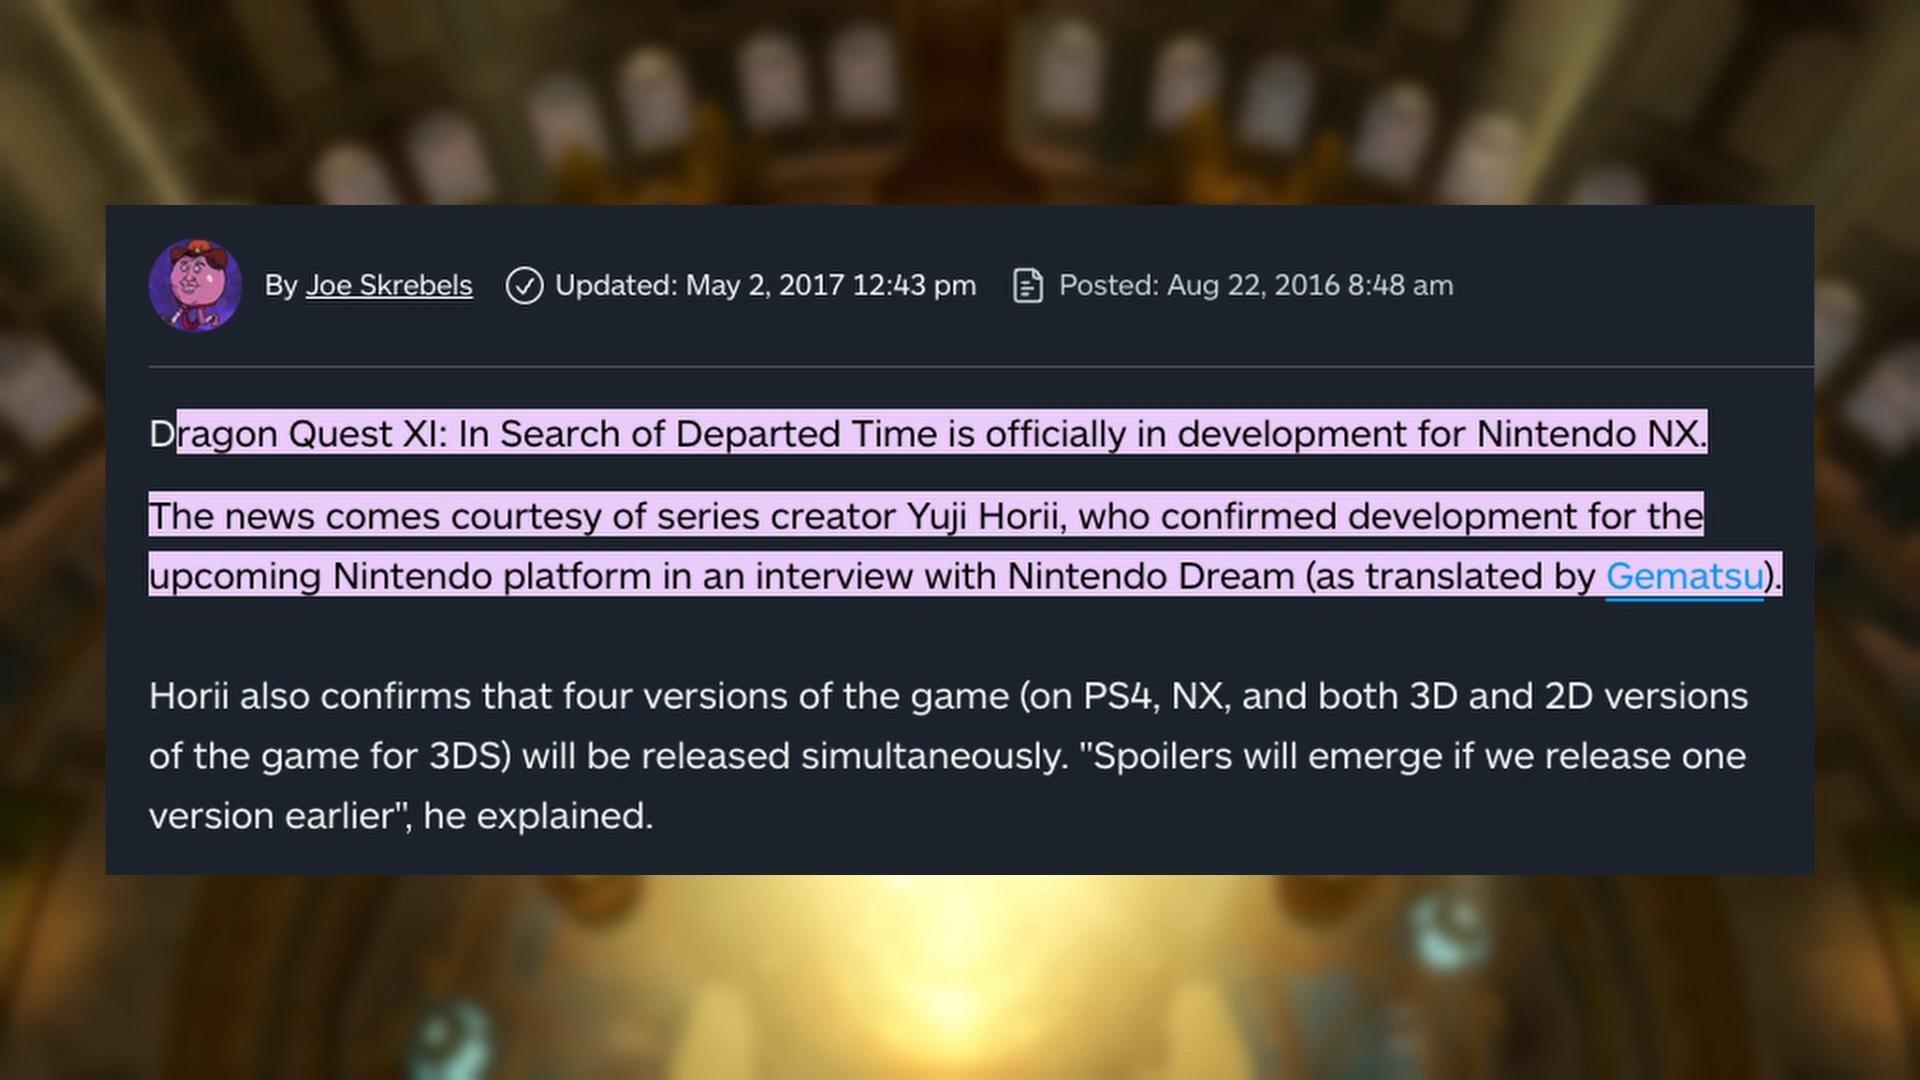 By Joe Skrebels Updated: May 2, 2017 12:43 pm Posted: Aug 22, 2016 8:48 am
Dragon Quest XI: In Search of Departed Time is officially in development for Nintendo NX.
The news comes courtesy of series creator Yuji Horii, who confirmed development for the
upcoming Nintendo platform in an interview with Nintendo Dream (as translated by Gematsu).
Horii also confirms that four versions of the game (on PS4, NX, and both 3D and 2D versions
of the game for 3DS) will be released simultaneously. "Spoilers will emerge if we release one
version earlier", he explained.